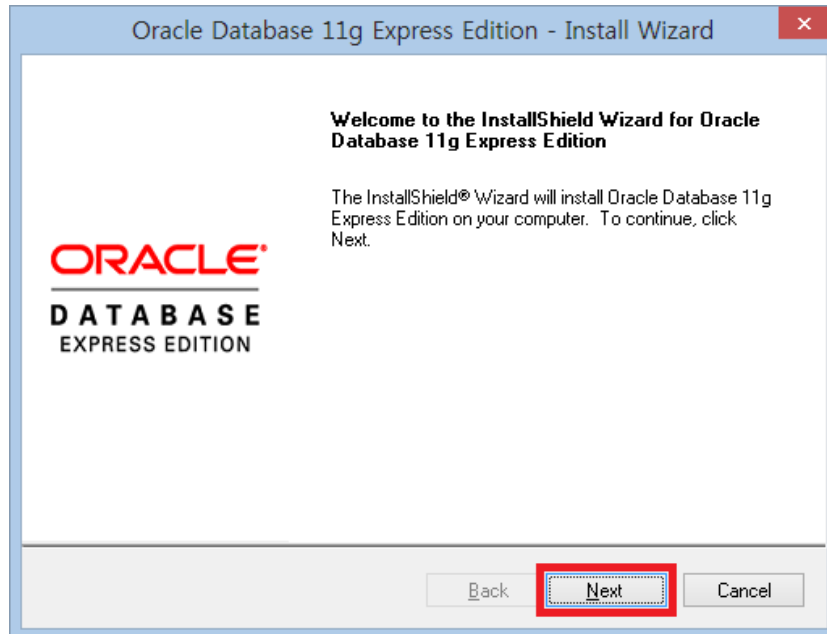 Oracle Database 11g Express Edition - Install Wizard
Welcome to the InstallShield Wizard for Oracle
Database 11g Express Edition
The InstallShield® Wizard will install Oracle Database 11g
Express Edition on your computer. To continue, click
Next.
ORACLE®
DATABASE
EXPRESS EDITION
Back Next Cancel